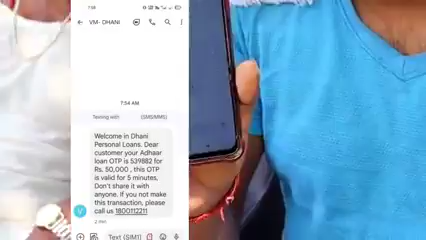 7:58
VM- DHANI
7:54 AM
Texting with (SMS/MMS)
Welcome in Dhani
Personal Loans. Dear
customer your Adhaar
loan OTP is 539882 for
Rs. 50,000 , this OTP
is valid for 5 minutes,
Don't share it with
anyone. If you not make
this transaction, please
call us 1800112211
2 min
Text (SIM1)